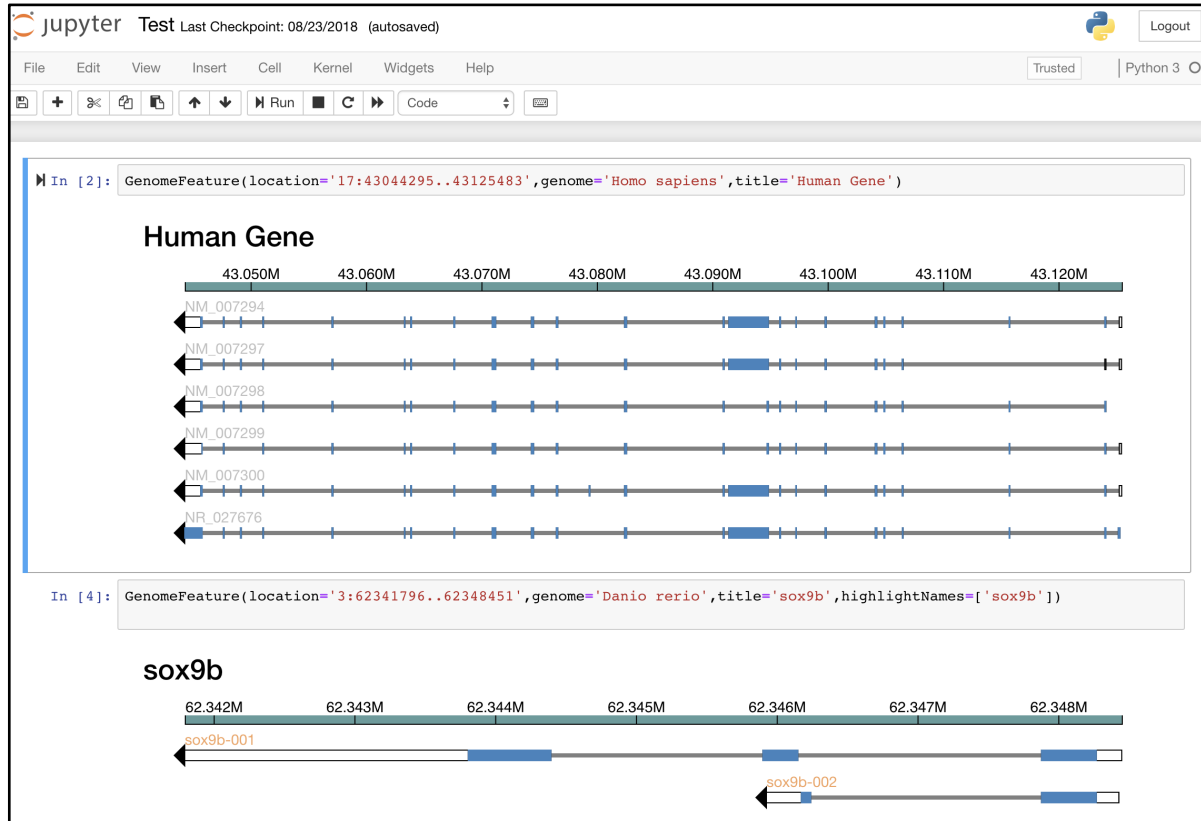 jupyter Test Last Checkpoint: 08/23/2018 (autosaved) Logout
File Edit View Insert Cell Kernel Widgets Help Trusted Python 3
Run Code
In [2]: GenomeFeature(location='17:43044295..43125483',genome='Homo sapiens',title='Human Gene')
Human Gene
43.050M 43.060M 43.070M 43.080M 43.090M 43.100M 43.110M 43.120M
NM_007294
NM_007297
NM_007298
NM_007299
NM_007300
NR_027676
In [4]: GenomeFeature(location='3:62341796..62348451',genome='Danio rerio',title='sox9b',highlightNames=['sox9b'])
sox9b
62.342M 62.343M 62.344M 62.345M 62.346M 62.347M 62.348M
sox9b-001
sox9b-002